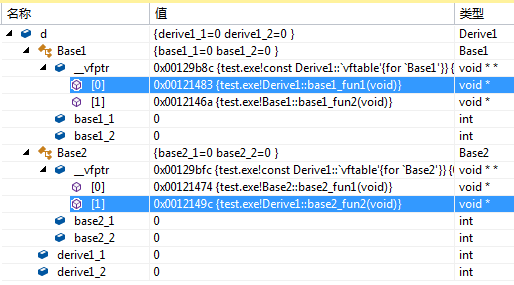 名称 值 类型
d {derive1_1=0 derive1_2=0 } Derive1
Base1 {base1_1=0 base1_2=0 } Base1
__vfptr 0x00129b8c {test.exe!const Derive1::`vftable'{for `Base1'}} { void * *
[0] 0x00121483 {test.exe!Derive1::base1_fun1(void)} void *
[1] 0x0012146a {test.exe!Base1::base1_fun2(void)} void *
base1_1 0 int
base1_2 0 int
Base2 {base2_1=0 base2_2=0 } Base2
__vfptr 0x00129bfc {test.exe!const Derive1::`vftable'{for `Base2'}} { void * *
[0] 0x00121474 {test.exe!Base2::base2_fun1(void)} void *
[1] 0x0012149c {test.exe!Derive1::base2_fun2(void)} void *
base2_1 0 int
base2_2 0 int
derive1_1 0 int
derive1_2 0 int